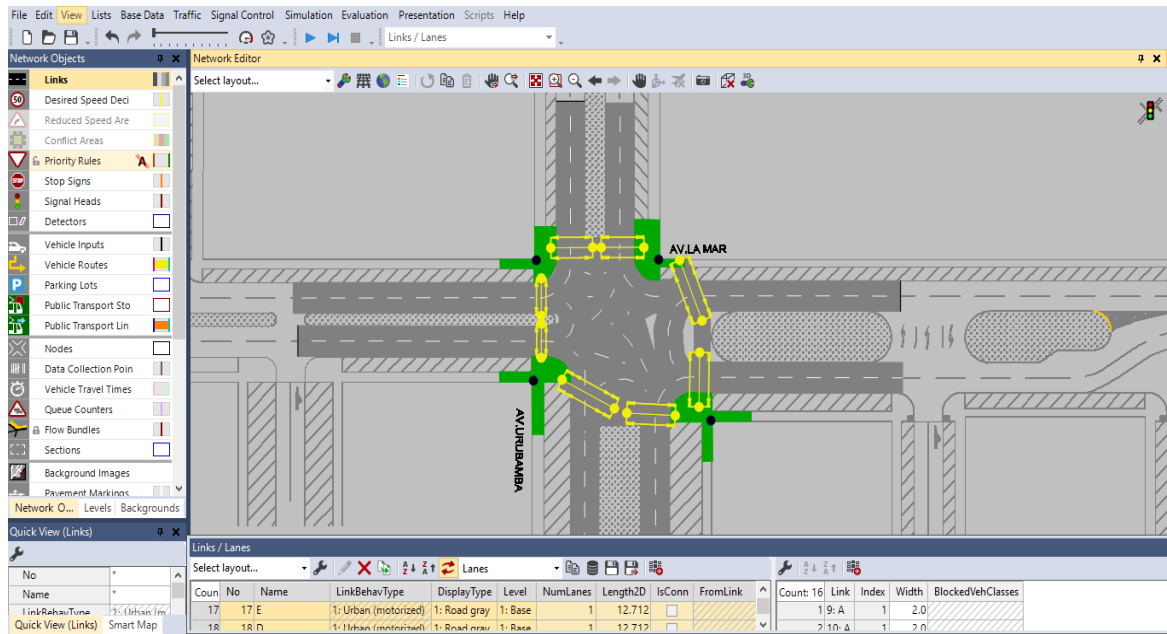 File Edit View Lists Base Data Traffic Signal Control Simulation Evaluation Presentation Scripts Help
Links / Lanes
Network Objects
Network Editor
Links
Select layout...
50 Desired Speed Deci
Reduced Speed Are
Conflict Areas
Priority Rules A
STOP Stop Signs
Signal Heads
Detectors
Vehicle Inputs
Vehicle Routes
P Parking Lots
Public Transport Sto
Public Transport Lin
Nodes
Data Collection Poin
Vehicle Travel Times
Queue Counters
Flow Bundles
Sections
Background Images
Pavement Markings
Network O... Levels Backgrounds
3D
AV.LA MAR
AV.URUBAMBA
Quick View (Links)
No *
Name *
LinkBehavType 1: Urban (m
Quick View (Links) Smart Map
Links / Lanes
Select layout... Lanes
Coun No Name LinkBehavType DisplayType Level NumLanes Length2D IsConn FromLink
17 17 E 1: Urban (motorized) 1: Road gray 1: Base 1 12.712
18 18 D 1: Urban (motorized) 1: Road gray 1: Base 1 12.712
Count: 16 Link Index Width BlockedVehClasses
1 9: A 1 2.0
2 10: A 1 2.0